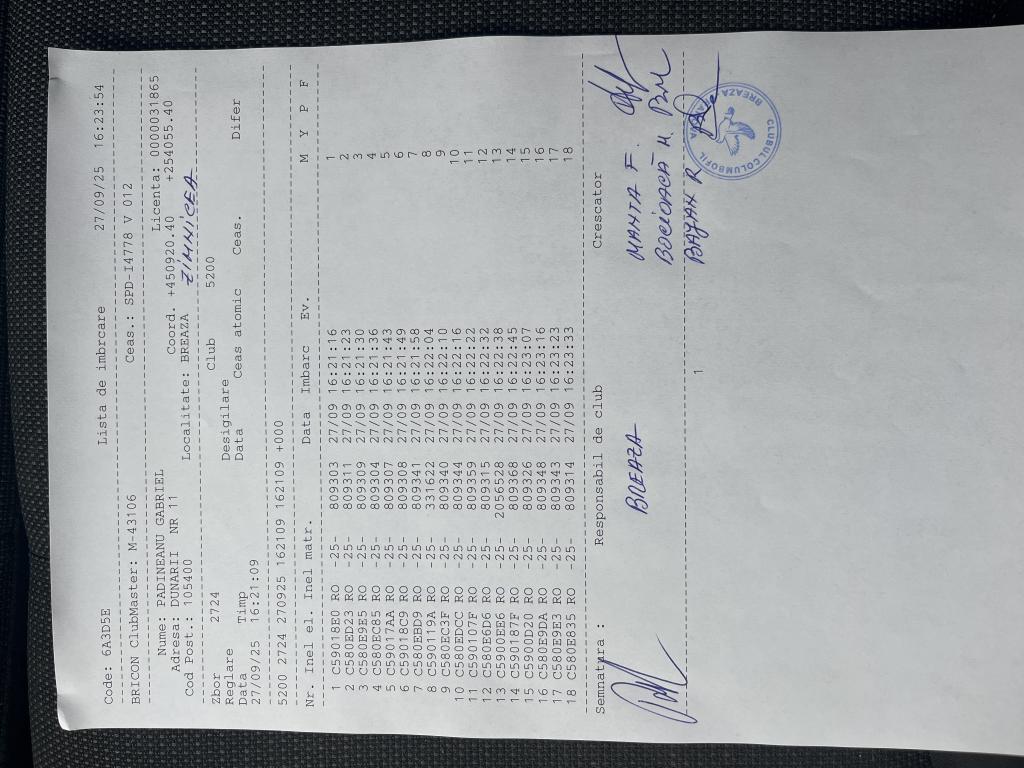 Code: 6A3D5E Lista de imbrcare 27/09/25 16:23:54
BRICON ClubMaster: M-43106 Ceas.: SPD-I4778 V 012
Nume: PADINEANU GABRIEL Licenta: 0000031865
Adresa: DUNARII NR 11 Coord. +450920.40 +254055.40
Cod Post.: 105400 Localitate: BREAZA ZIMNICEA
Zbor 2724 Club 5200
Reglare Desigilare
Data Timp Data Ceas atomic Ceas. Difer
27/09/25 16:21:09
5200 2724 270925 162109 162109 +000
Nr. Inel el. Inel matr. Data Imbarc Ev. M Y P F
1 C59018E0 RO -25- 809303 27/09 16:21:16 1
2 C580ED23 RO -25- 809311 27/09 16:21:23 2
3 C580E9E5 RO -25- 809309 27/09 16:21:30 3
4 C580EC85 RO -25- 809304 27/09 16:21:36 4
5 C59017AA RO -25- 809307 27/09 16:21:43 5
6 C59018C9 RO -25- 809308 27/09 16:21:49 6
7 C580EBD9 RO -25- 809341 27/09 16:21:58 7
8 C590119A RO -25- 331622 27/09 16:22:04 8
9 C580EC3F RO -25- 809340 27/09 16:22:10 9
10 C580EDCC RO -25- 809344 27/09 16:22:16 10
11 C590107F RO -25- 809359 27/09 16:22:22 11
12 C580E6D6 RO -25- 809315 27/09 16:22:32 12
13 C5900EE6 RO -25- 2056528 27/09 16:22:38 13
14 C590187F RO -25- 809368 27/09 16:22:45 14
15 C5900D20 RO -25- 809326 27/09 16:23:07 15
16 C580E9DA RO -25- 809348 27/09 16:23:16 16
17 C580E9E3 RO -25- 809343 27/09 16:23:23 17
18 C580E835 RO -25- 809314 27/09 16:23:33 18
Semnatura : Responsabil de club Crescator
BREAZA MANTA F.
BOCIOACĂ M.
BAJAN R
CLUBUL COLUMBOFIL BREAZA
1